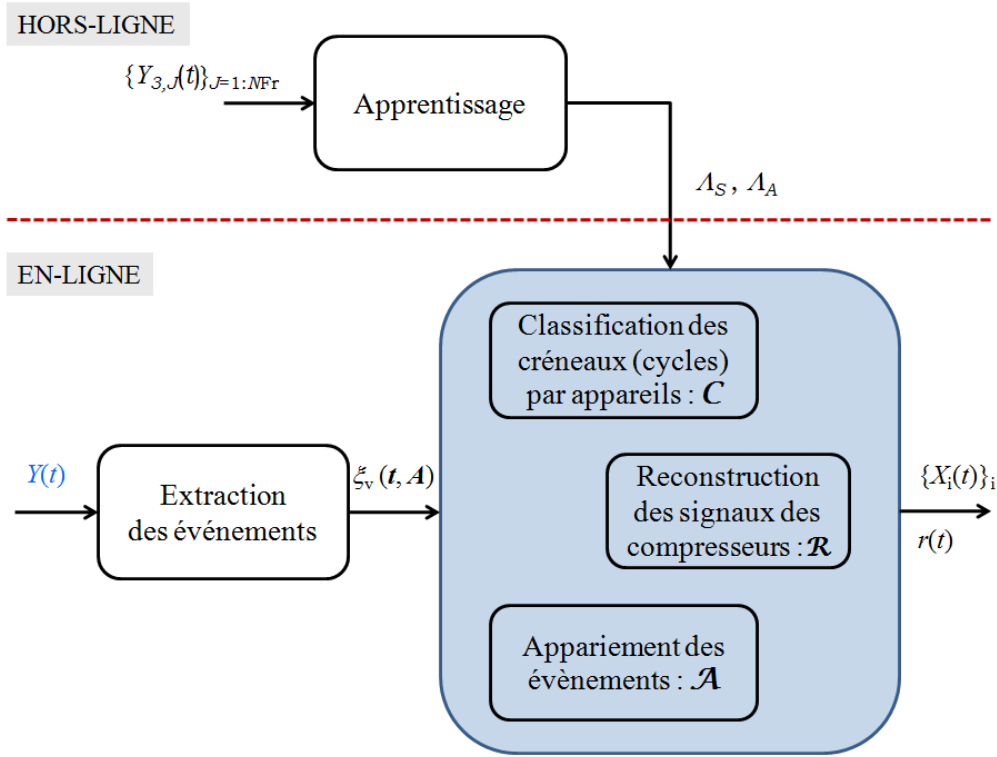 HORS-LIGNE
{Y3,J(t)}J=1:NFr
Apprentissage
ΛS , ΛA
EN-LIGNE
Classification des
créneaux (cycles)
par appareils : C
Y(t)
Extraction
des événements
ξv (t, A)
Reconstruction
des signaux des
compresseurs : R
{Xi(t)}i
r(t)
Appariement des
évènements : A